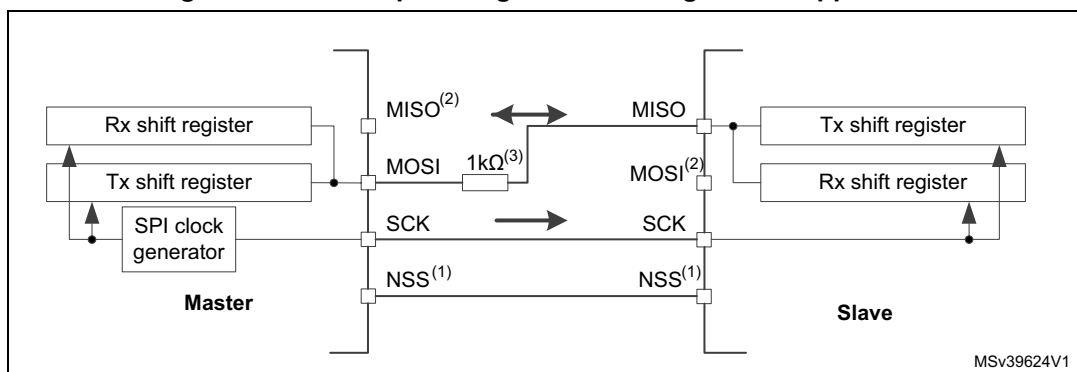 MISO(2)
MISO
Rx shift register
Tx shift register
MOSI
1kΩ(3)
MOSI(2)
Tx shift register
Rx shift register
SPI clock
generator
SCK
SCK
NSS(1)
NSS(1)
Master
Slave
MSv39624V1